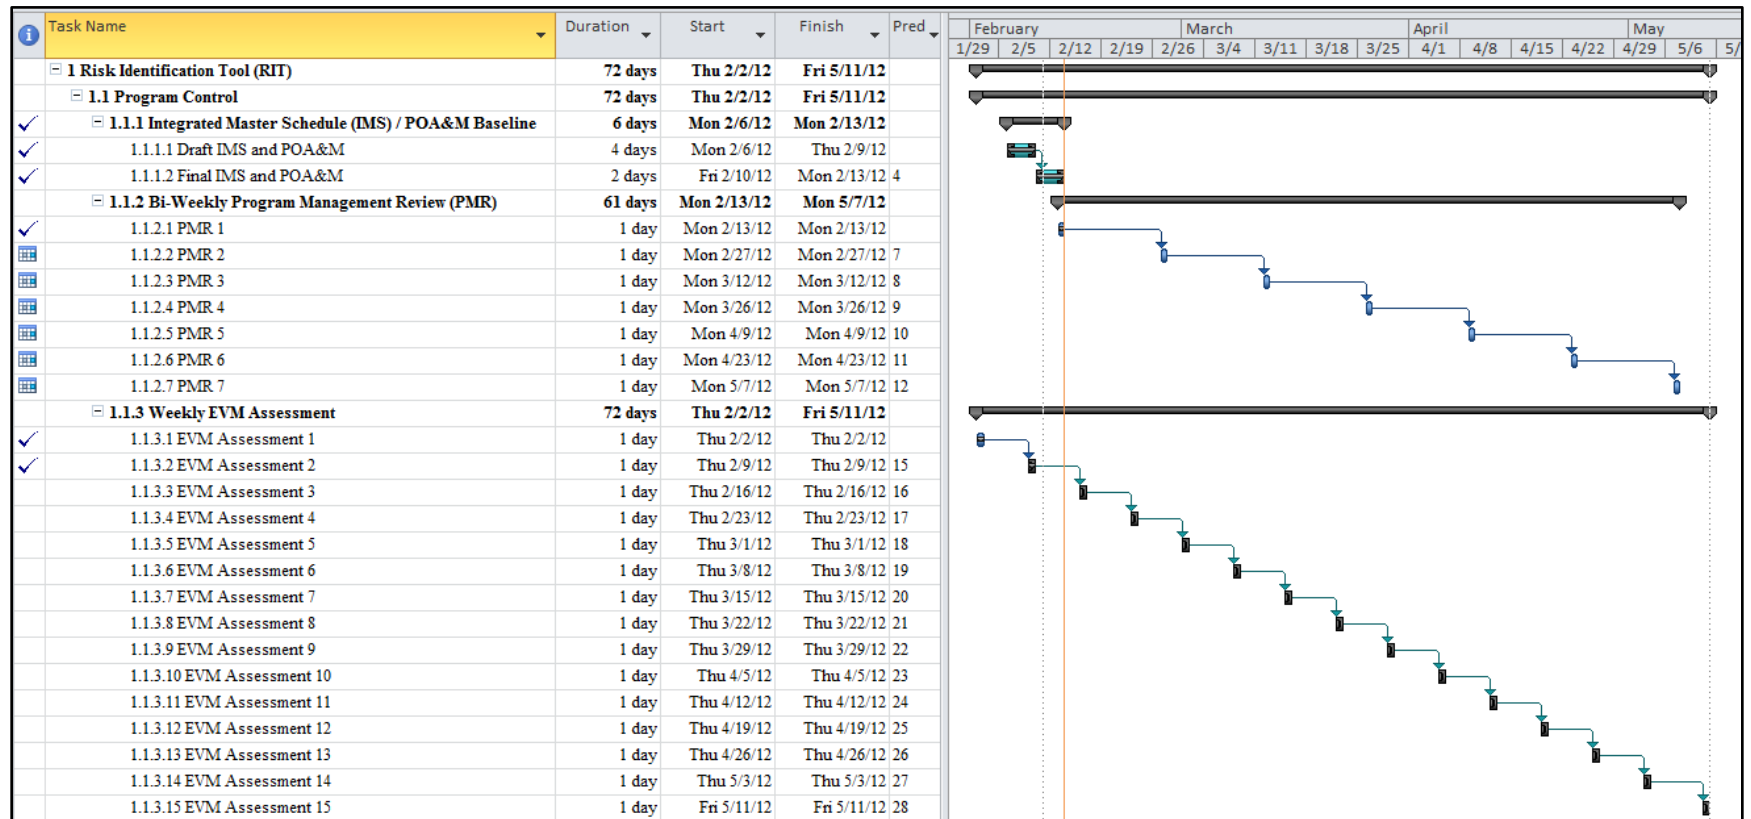 Task Name Duration Start Finish Pred
February March April May
1/29 2/5 2/12 2/19 2/26 3/4 3/11 3/18 3/25 4/1 4/8 4/15 4/22 4/29 5/6 5/
1 Risk Identification Tool (RIT) 72 days Thu 2/2/12 Fri 5/11/12
1.1 Program Control 72 days Thu 2/2/12 Fri 5/11/12
1.1.1 Integrated Master Schedule (IMS) / POA&M Baseline 6 days Mon 2/6/12 Mon 2/13/12
1.1.1.1 Draft IMS and POA&M 4 days Mon 2/6/12 Thu 2/9/12
1.1.1.2 Final IMS and POA&M 2 days Fri 2/10/12 Mon 2/13/12 4
1.1.2 Bi-Weekly Program Management Review (PMR) 61 days Mon 2/13/12 Mon 5/7/12
1.1.2.1 PMR 1 1 day Mon 2/13/12 Mon 2/13/12
1.1.2.2 PMR 2 1 day Mon 2/27/12 Mon 2/27/12 7
1.1.2.3 PMR 3 1 day Mon 3/12/12 Mon 3/12/12 8
1.1.2.4 PMR 4 1 day Mon 3/26/12 Mon 3/26/12 9
1.1.2.5 PMR 5 1 day Mon 4/9/12 Mon 4/9/12 10
1.1.2.6 PMR 6 1 day Mon 4/23/12 Mon 4/23/12 11
1.1.2.7 PMR 7 1 day Mon 5/7/12 Mon 5/7/12 12
1.1.3 Weekly EVM Assessment 72 days Thu 2/2/12 Fri 5/11/12
1.1.3.1 EVM Assessment 1 1 day Thu 2/2/12 Thu 2/2/12
1.1.3.2 EVM Assessment 2 1 day Thu 2/9/12 Thu 2/9/12 15
1.1.3.3 EVM Assessment 3 1 day Thu 2/16/12 Thu 2/16/12 16
1.1.3.4 EVM Assessment 4 1 day Thu 2/23/12 Thu 2/23/12 17
1.1.3.5 EVM Assessment 5 1 day Thu 3/1/12 Thu 3/1/12 18
1.1.3.6 EVM Assessment 6 1 day Thu 3/8/12 Thu 3/8/12 19
1.1.3.7 EVM Assessment 7 1 day Thu 3/15/12 Thu 3/15/12 20
1.1.3.8 EVM Assessment 8 1 day Thu 3/22/12 Thu 3/22/12 21
1.1.3.9 EVM Assessment 9 1 day Thu 3/29/12 Thu 3/29/12 22
1.1.3.10 EVM Assessment 10 1 day Thu 4/5/12 Thu 4/5/12 23
1.1.3.11 EVM Assessment 11 1 day Thu 4/12/12 Thu 4/12/12 24
1.1.3.12 EVM Assessment 12 1 day Thu 4/19/12 Thu 4/19/12 25
1.1.3.13 EVM Assessment 13 1 day Thu 4/26/12 Thu 4/26/12 26
1.1.3.14 EVM Assessment 14 1 day Thu 5/3/12 Thu 5/3/12 27
1.1.3.15 EVM Assessment 15 1 day Fri 5/11/12 Fri 5/11/12 28